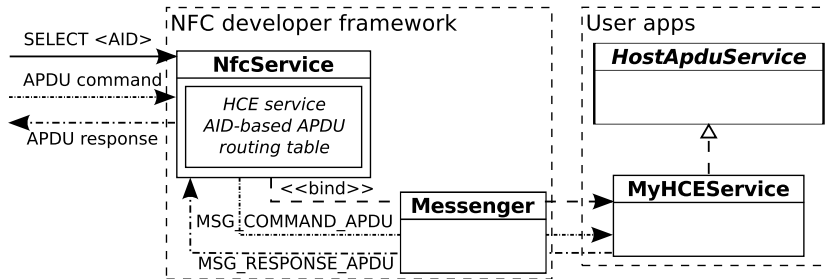 NFC developer framework
User apps
SELECT <AID>
NfcService
HostApduService
APDU command
HCE service
AID-based APDU
routing table
APDU response
<<bind>>
MyHCEService
Messenger
MSG_COMMAND_APDU
MSG_RESPONSE_APDU